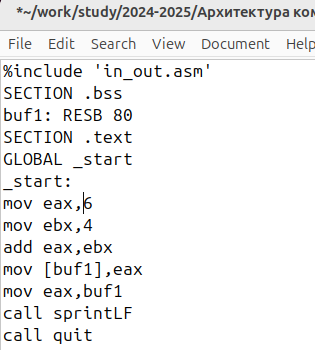 *~/work/study/2024-2025/Архитектура ком
File Edit Search View Document Help
%include 'in_out.asm'
SECTION .bss
buf1: RESB 80
SECTION .text
GLOBAL _start
_start:
mov eax,6
mov ebx,4
add eax,ebx
mov [buf1],eax
mov eax,buf1
call sprintLF
call quit